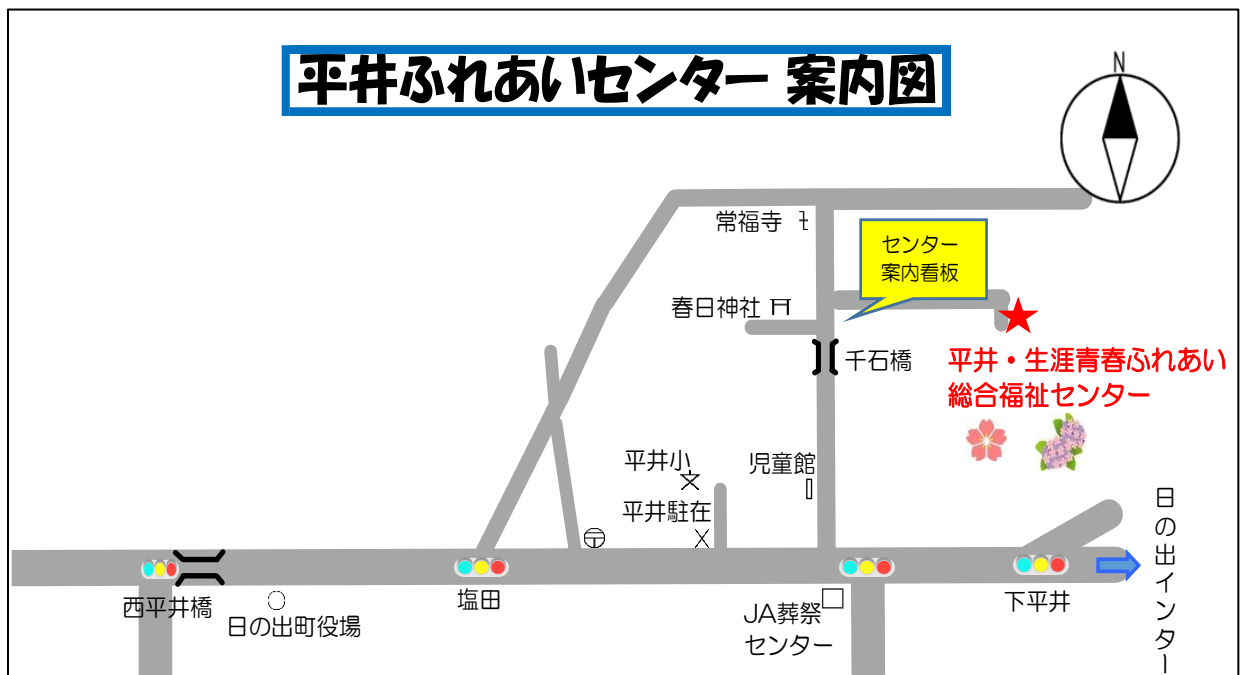 平井ふれあいセンター 案内図
N
常福寺
センター
案内看板
春日神社
千石橋
平井・生涯青春ふれあい
総合福祉センター
平井小
児童館
平井駐在
日の出インター
西平井橋
日の出町役場
塩田
JA葬祭
センター
下平井